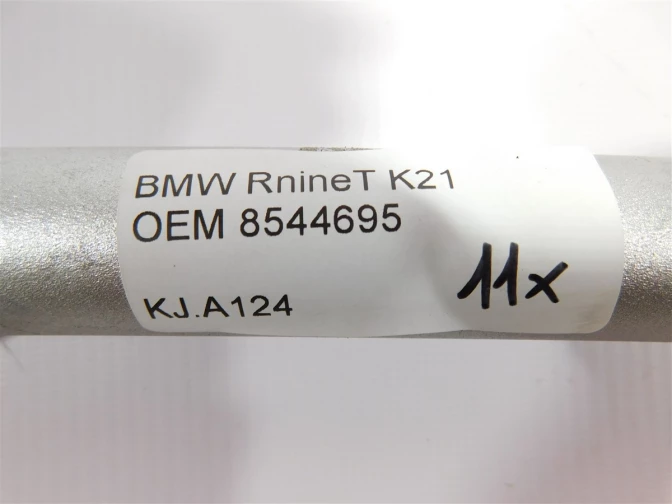 BMW RnineT K21
OEM 8544695
KJ.A124
11x